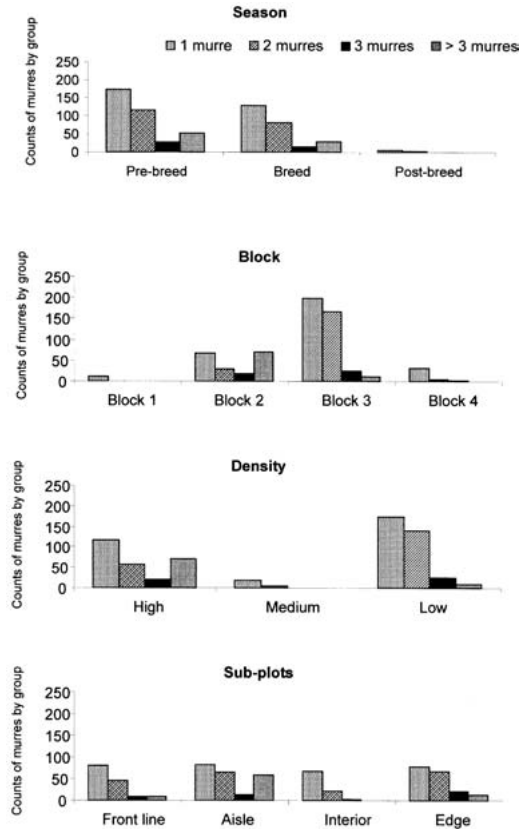 Season
1 murre 2 murres 3 murres > 3 murres
Counts of murres by group
250
200
150
100
50
0
Pre-breed Breed Post-breed
Block
Counts of murres by group
250
200
150
100
50
0
Block 1 Block 2 Block 3 Block 4
Density
Counts of murres by group
250
200
150
100
50
0
High Medium Low
Sub-plots
Counts of murres by group
250
200
150
100
50
0
Front line Aisle Interior Edge